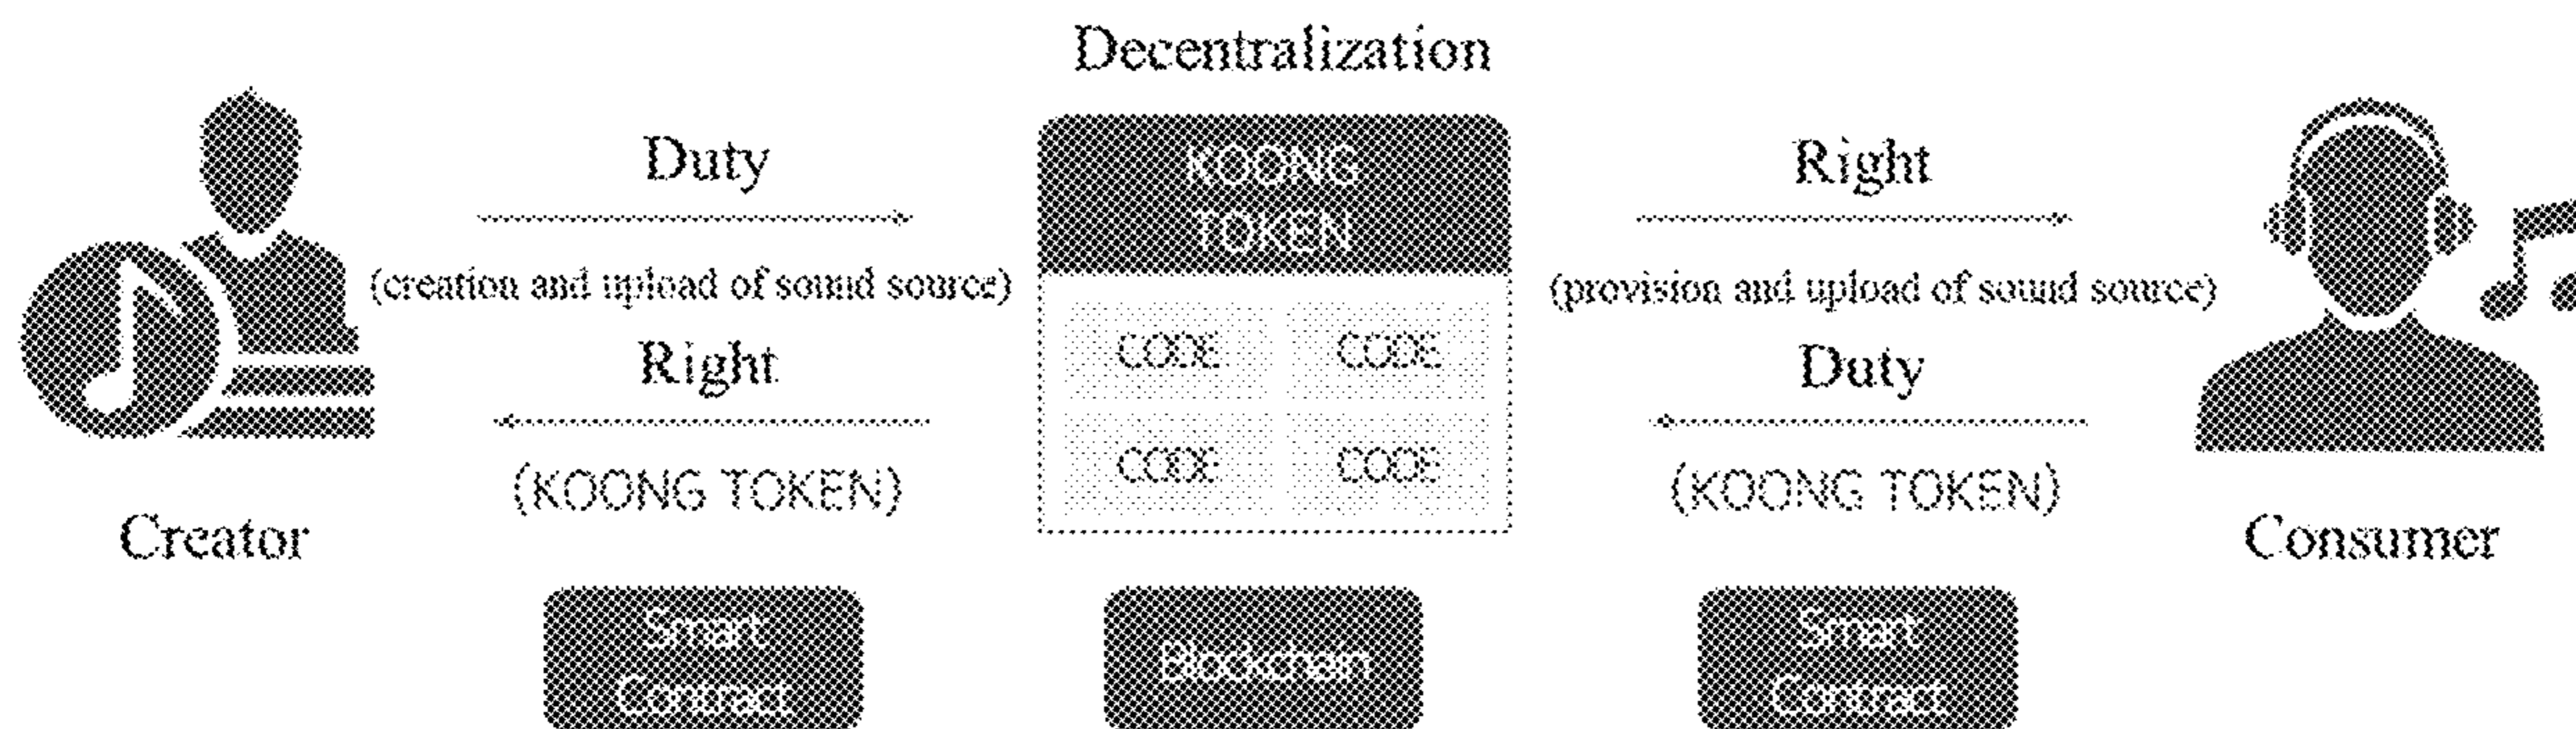 Decentralization
Duty
(creation and upload of sound source)
Right
(KOONG TOKEN)
Creator
KOONG
TOKEN
CODE CODE
CODE CODE
Right
(provision and upload of sound source)
Duty
(KOONG TOKEN)
Consumer
Smart
Contract
Blockchain
Smart
Contract